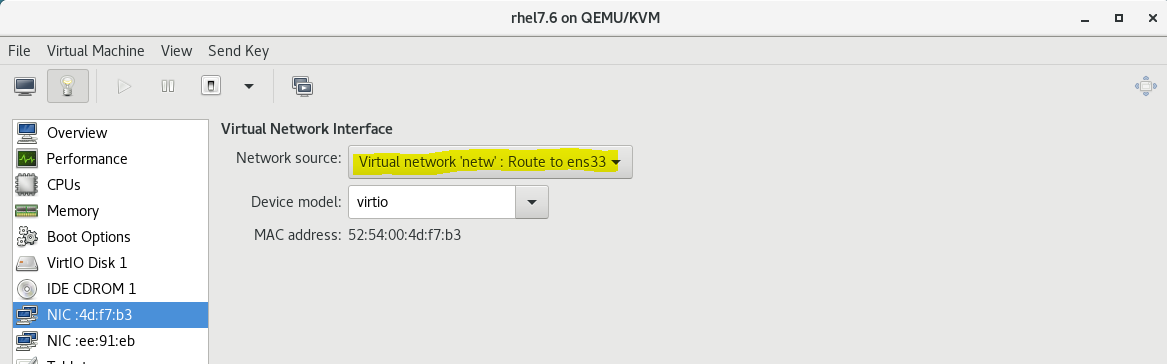 rhel7.6 on QEMU/KVM
File Virtual Machine View Send Key
Overview
Performance
CPUs
Memory
Boot Options
VirtIO Disk 1
IDE CDROM 1
NIC :4d:f7:b3
NIC :ee:91:eb
Virtual Network Interface
Network source: Virtual network 'netw' : Route to ens33
Device model: virtio
MAC address: 52:54:00:4d:f7:b3